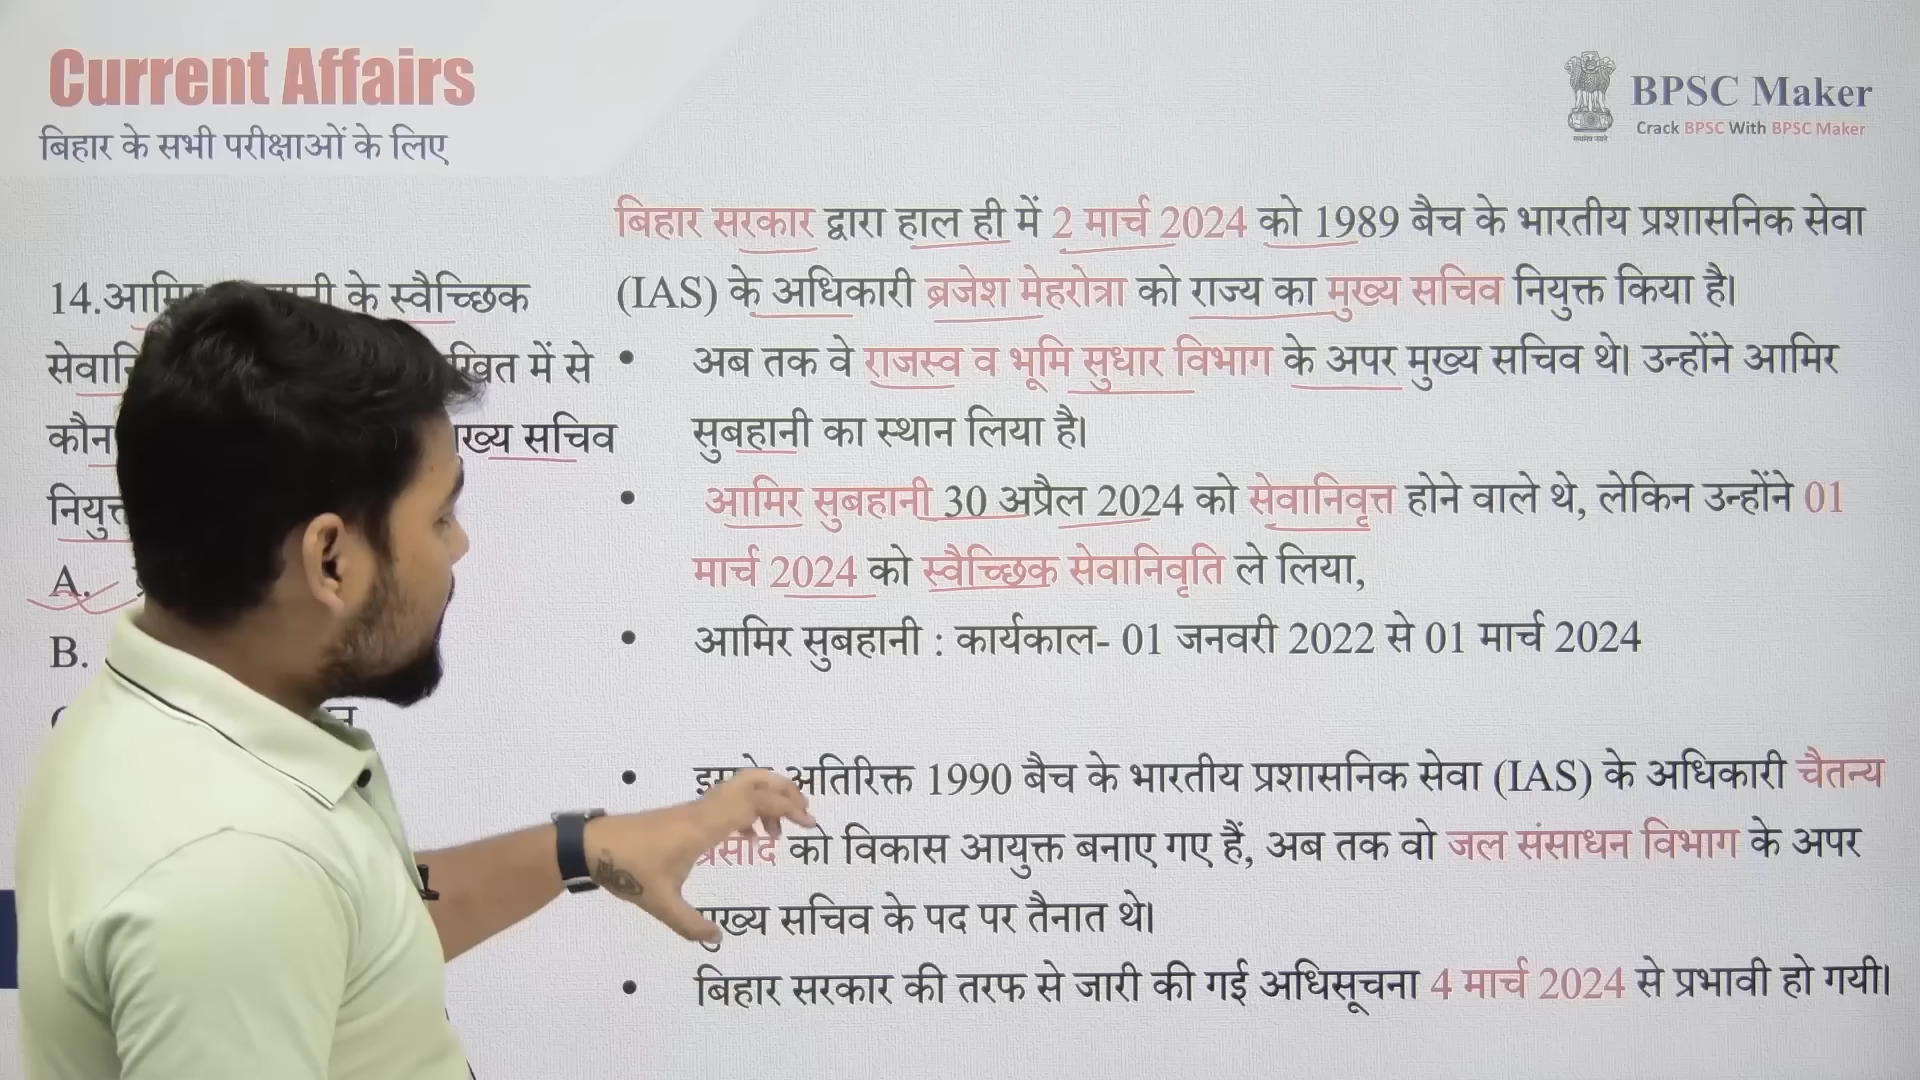 Current Affairs
बिहार के सभी परीक्षाओं के लिए
BPSC Maker
Crack BPSC With BPSC Maker
14.आमिर के स्वैच्छिक
में से
कौन सचिव
A.
B.
बिहार सरकार द्वारा हाल ही में 2 मार्च 2024 को 1989 बैच के भारतीय प्रशासनिक सेवा
(IAS) के अधिकारी ब्रजेश मेहरोत्रा को राज्य का मुख्य सचिव नियुक्त किया है।
• अब तक वे राजस्व व भूमि सुधार विभाग के अपर मुख्य सचिव थे। उन्होंने आमिर
सुबहानी का स्थान लिया है।
• आमिर सुबहानी 30 अप्रैल 2024 को सेवानिवृत्त होने वाले थे, लेकिन उन्होंने 01
मार्च 2024 को स्वैच्छिक सेवानिवृति ले लिया,
• आमिर सुबहानी : कार्यकाल- 01 जनवरी 2022 से 01 मार्च 2024
• इसके अतिरिक्त 1990 बैच के भारतीय प्रशासनिक सेवा (IAS) के अधिकारी चैतन्य
प्रसाद को विकास आयुक्त बनाए गए हैं, अब तक वो जल संसाधन विभाग के अपर
मुख्य सचिव के पद पर तैनात थे।
• बिहार सरकार की तरफ से जारी की गई अधिसूचना 4 मार्च 2024 से प्रभावी हो गयी।